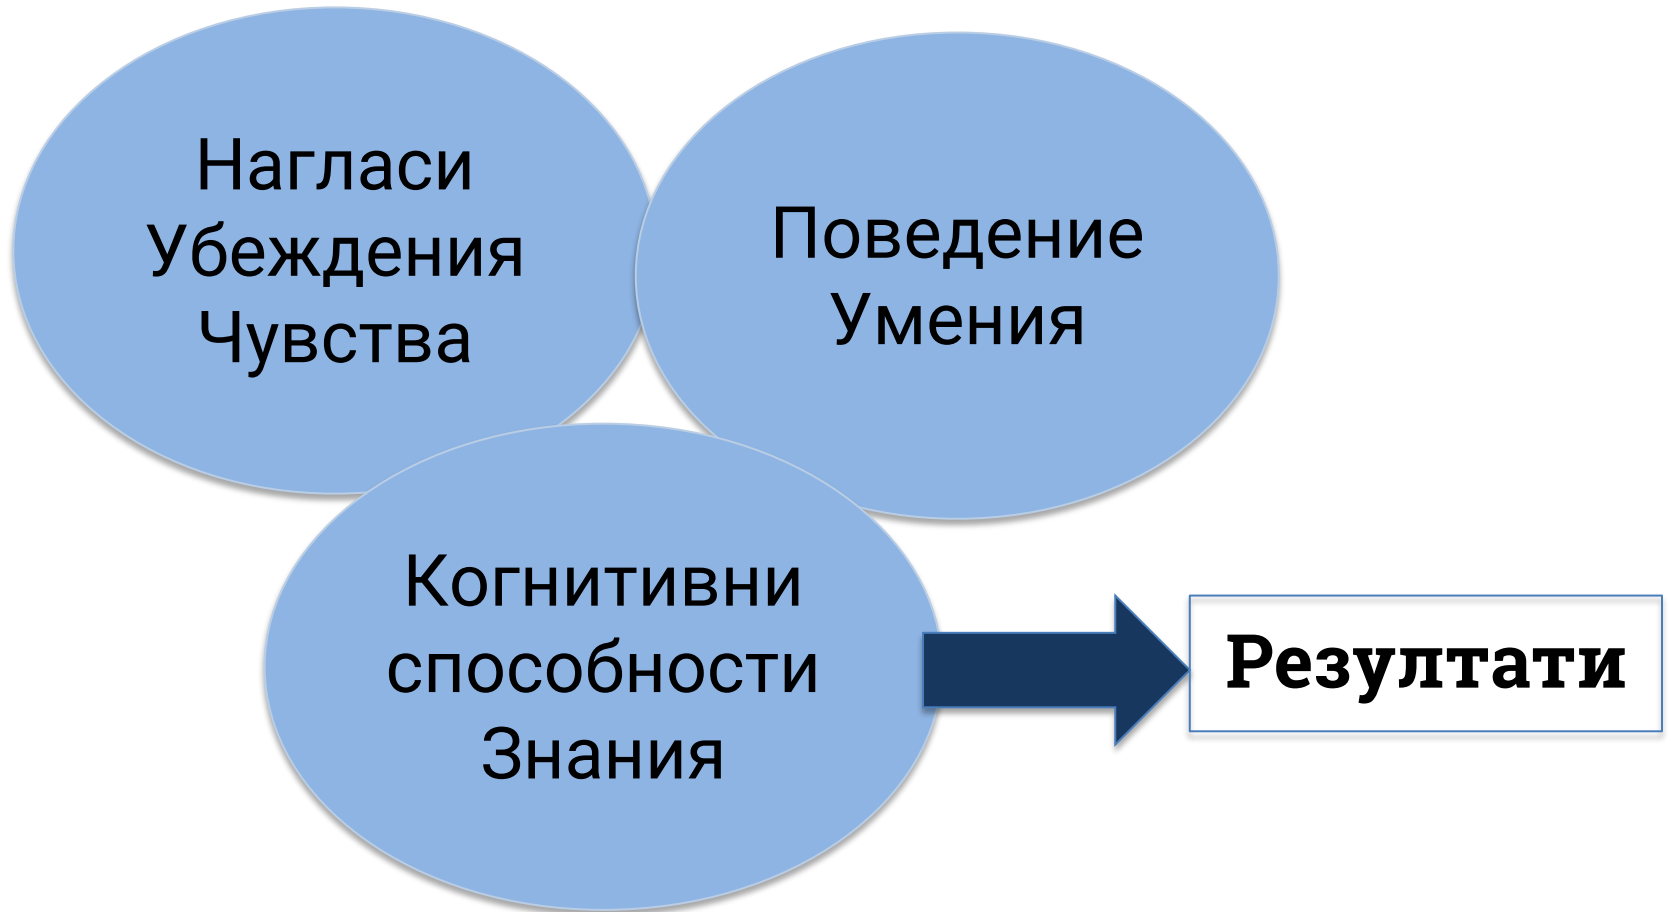 Нагласи
Убеждения
Чувства
Поведение
Умения
Когнитивни
способности
Знания
Резултати